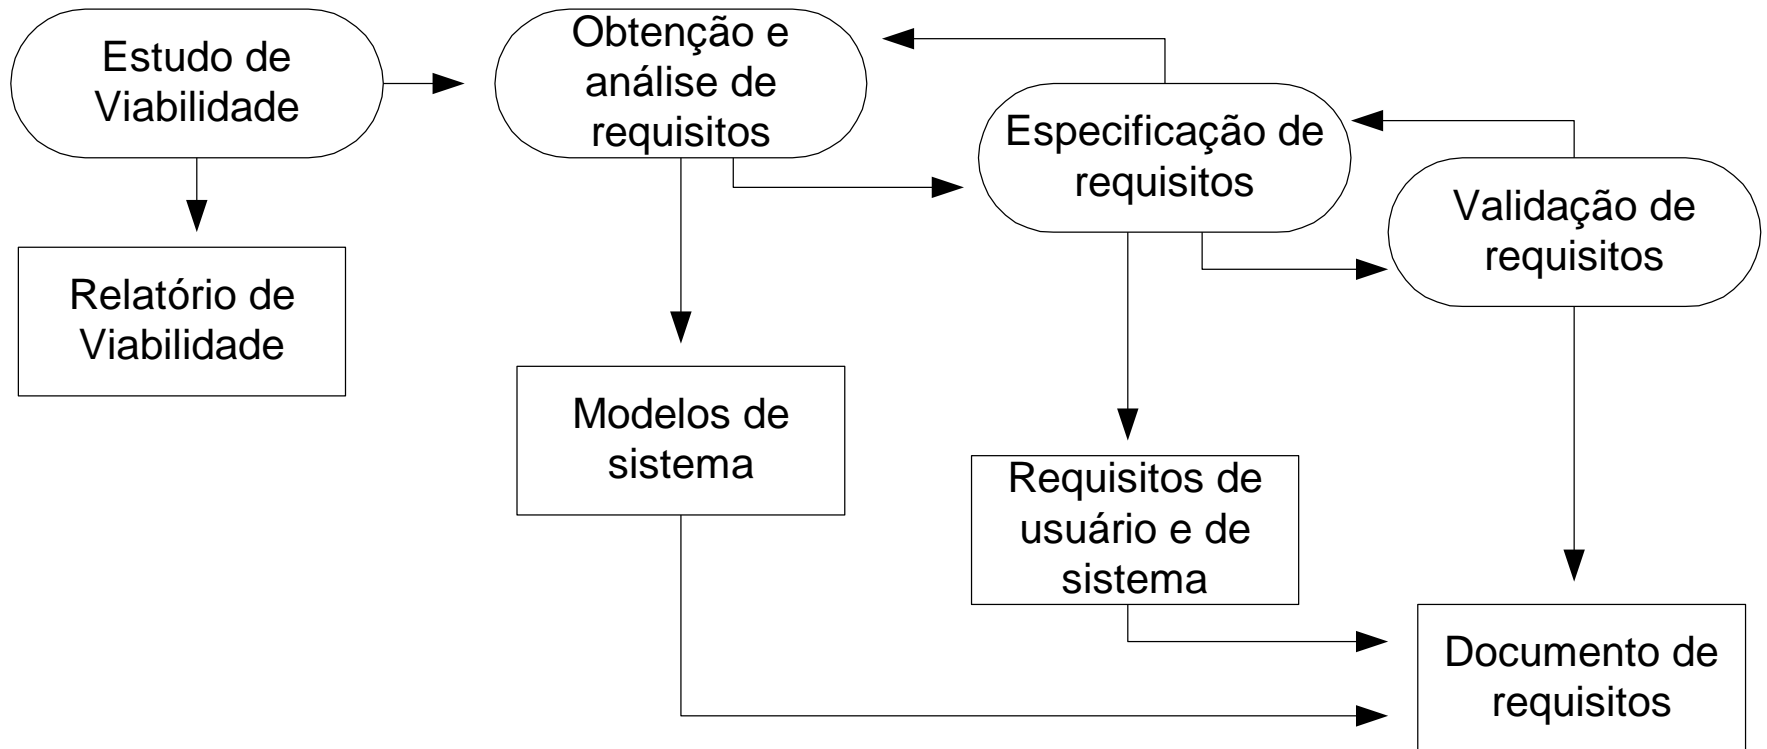 Estudo de
Viabilidade
Obtenção e
análise de
requisitos
Especificação de
requisitos
Validação de
requisitos
Relatório de
Viabilidade
Modelos de
sistema
Requisitos de
usuário e de
sistema
Documento de
requisitos